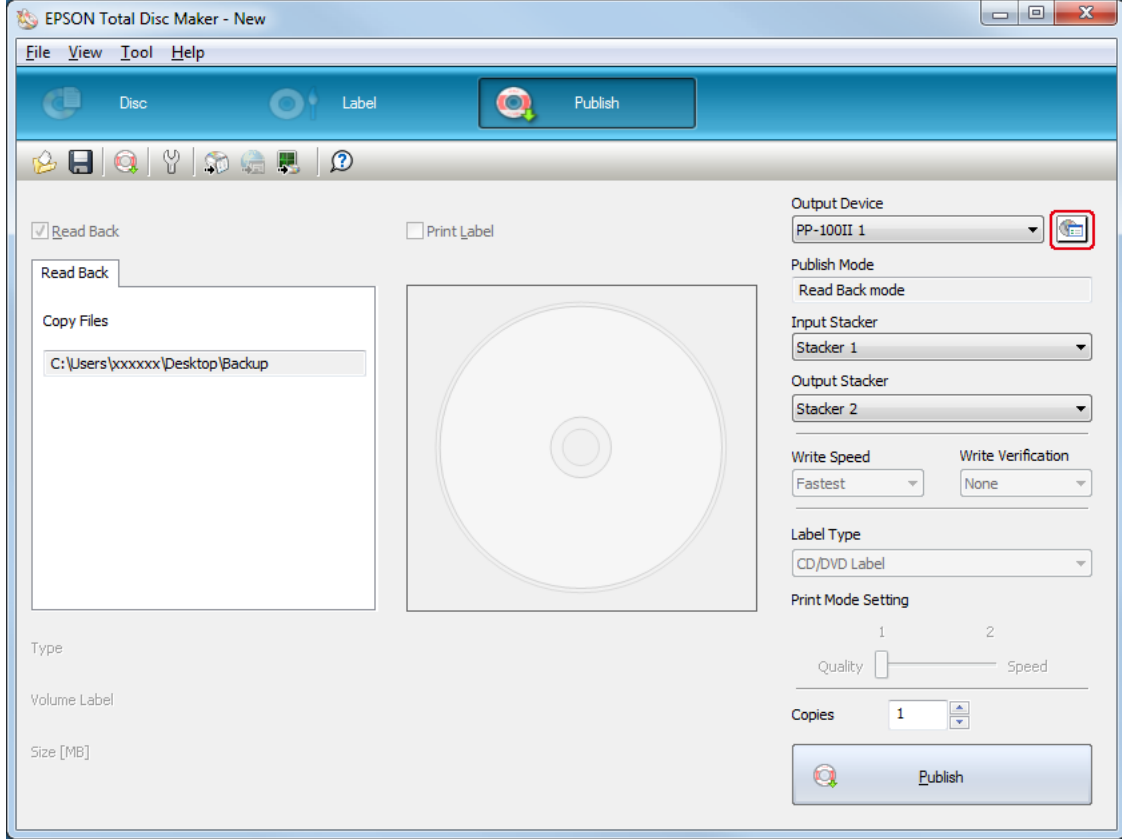 EPSON Total Disc Maker - New
File View Tool Help
Disc Label Publish
Read Back
Print Label
Read Back
Copy Files
C:\Users\xxxxxx\Desktop\Backup
Type
Volume Label
Size [MB]
Output Device
PP-100II 1
Publish Mode
Read Back mode
Input Stacker
Stacker 1
Output Stacker
Stacker 2
Write Speed Write Verification
Fastest None
Label Type
CD/DVD Label
Print Mode Setting
1 2
Quality Speed
Copies 1
Publish